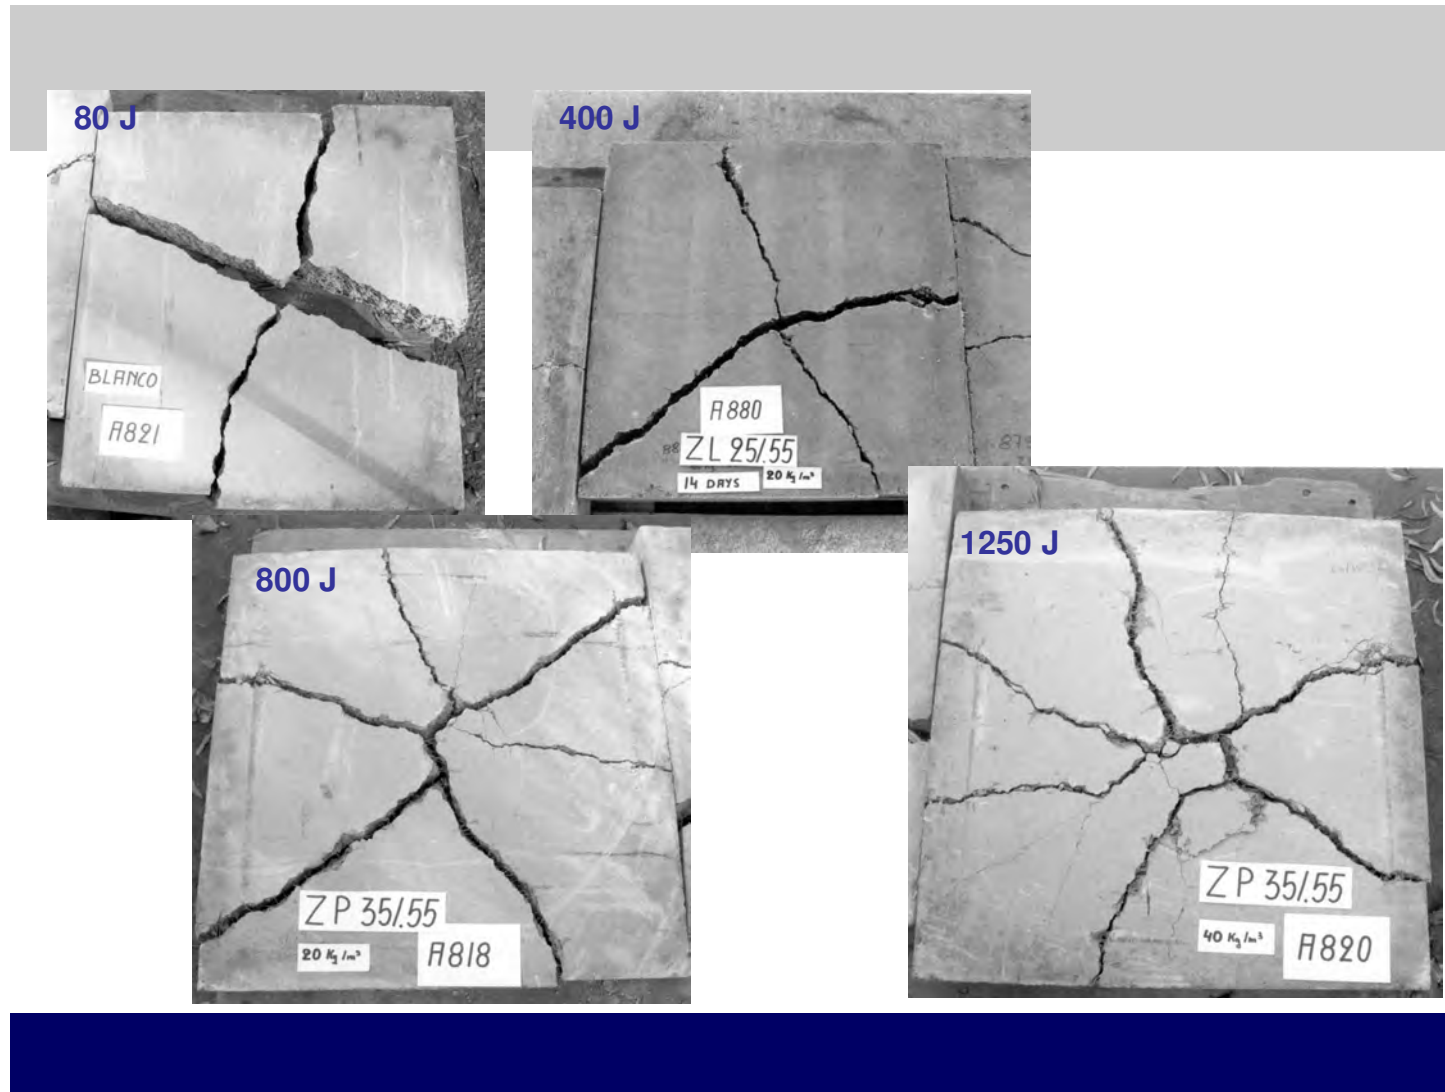 80 J
BLANCO
A821
400 J
A880
ZL 25/.55
14 DAYS
20 Kg/m³
800 J
ZP 35/.55
20 Kg/m³
A818
1250 J
ZP 35/.55
40 Kg/m³
A820